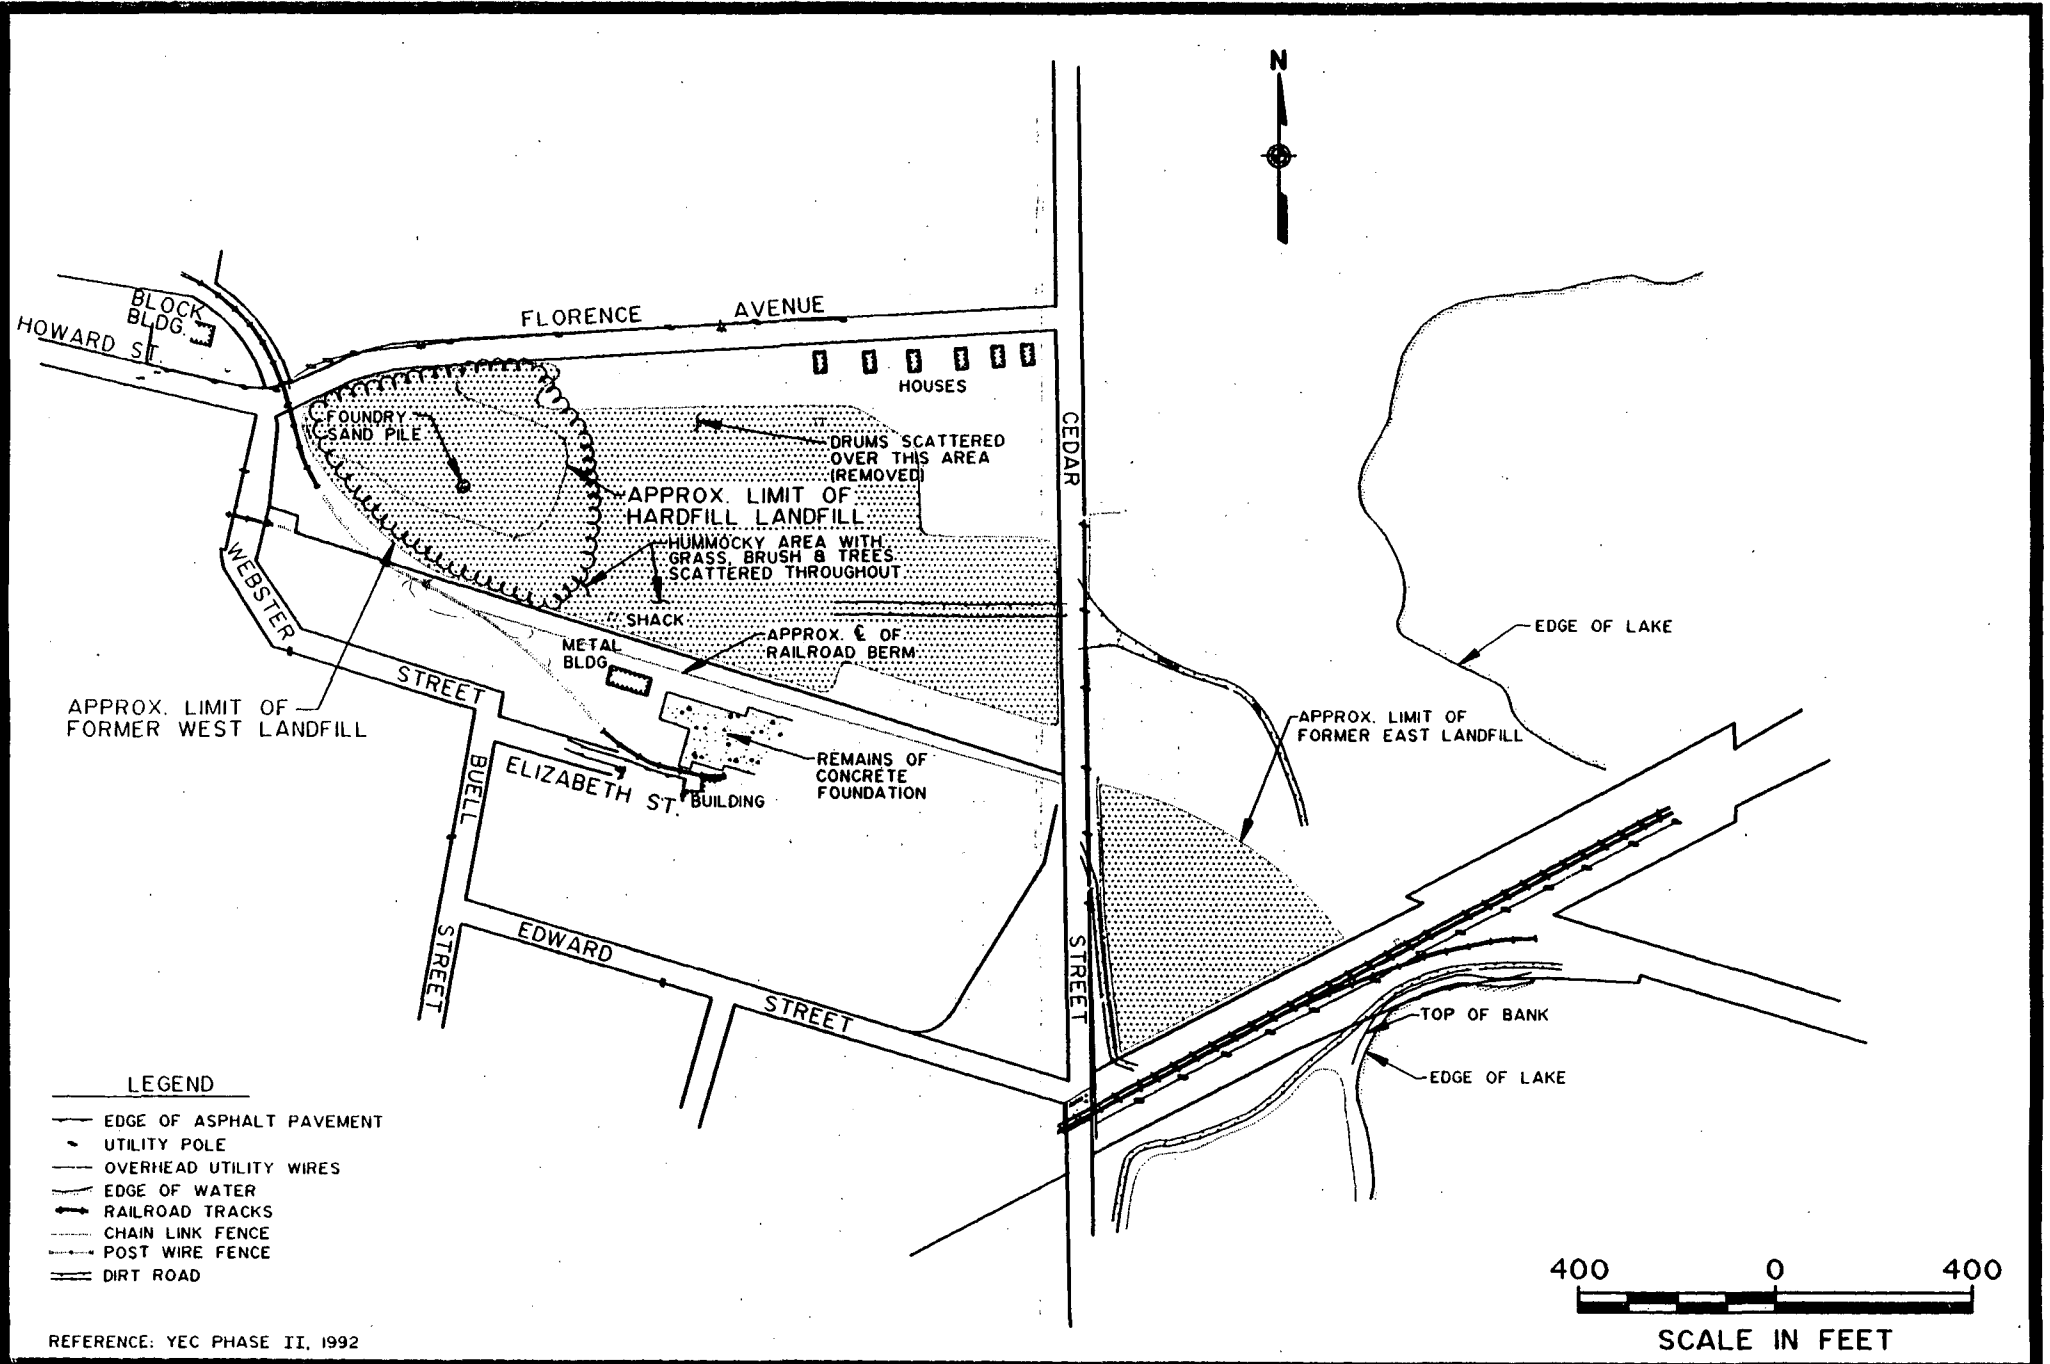 N
BLOCK
BLDG.
HOWARD ST.
FLORENCE AVENUE
HOUSES
CEDAR
FOUNDRY
SAND PILE
DRUMS SCATTERED
OVER THIS AREA
(REMOVED)
APPROX. LIMIT OF
HARDFILL LANDFILL
HUMMOCKY AREA WITH
GRASS, BRUSH & TREES
SCATTERED THROUGHOUT
WEBSTER
STREET
SHACK
METAL
BLDG.
APPROX. ℄ OF
RAILROAD BERM
EDGE OF LAKE
APPROX. LIMIT OF
FORMER WEST LANDFILL
APPROX. LIMIT OF
FORMER EAST LANDFILL
BUELL
STREET
ELIZABETH ST.
BUILDING
REMAINS OF
CONCRETE
FOUNDATION
EDWARD
STREET
STREET
TOP OF BANK
EDGE OF LAKE
LEGEND
EDGE OF ASPHALT PAVEMENT
UTILITY POLE
OVERHEAD UTILITY WIRES
EDGE OF WATER
RAILROAD TRACKS
CHAIN LINK FENCE
POST WIRE FENCE
DIRT ROAD
400 0 400
SCALE IN FEET
REFERENCE: YEC PHASE II, 1992